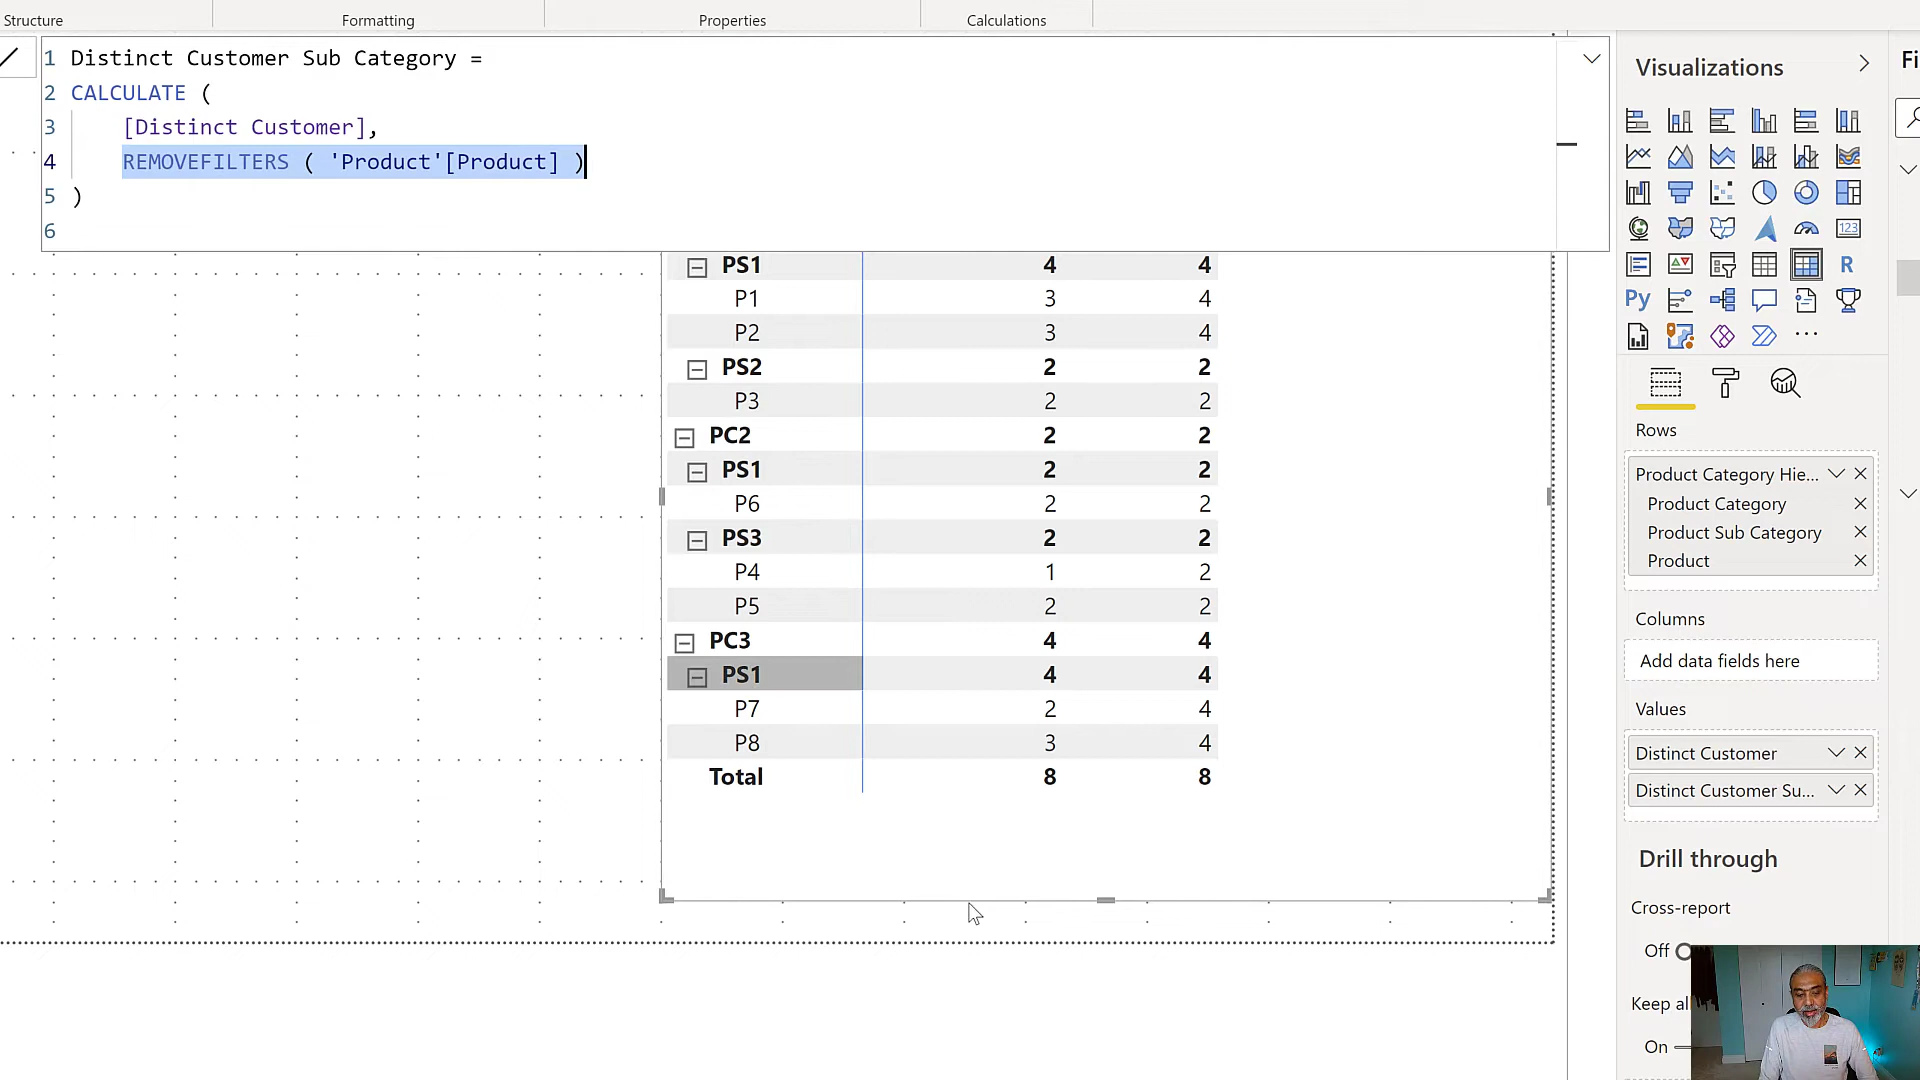 Structure Formatting Properties Calculations
1 Distinct Customer Sub Category =
2 CALCULATE (
3 [Distinct Customer],
4 REMOVEFILTERS ( 'Product'[Product] )
5 )
6
PS1 4 4
P1 3 4
P2 3 4
PS2 2 2
P3 2 2
PC2 2 2
PS1 2 2
P6 2 2
PS3 2 2
P4 1 2
P5 2 2
PC3 4 4
PS1 4 4
P7 2 4
P8 3 4
Total 8 8
Visualizations
123
R
Py
Rows
Product Category Hie...
Product Category
Product Sub Category
Product
Columns
Add data fields here
Values
Distinct Customer
Distinct Customer Su...
Drill through
Cross-report
Off
Keep all
On
Fi